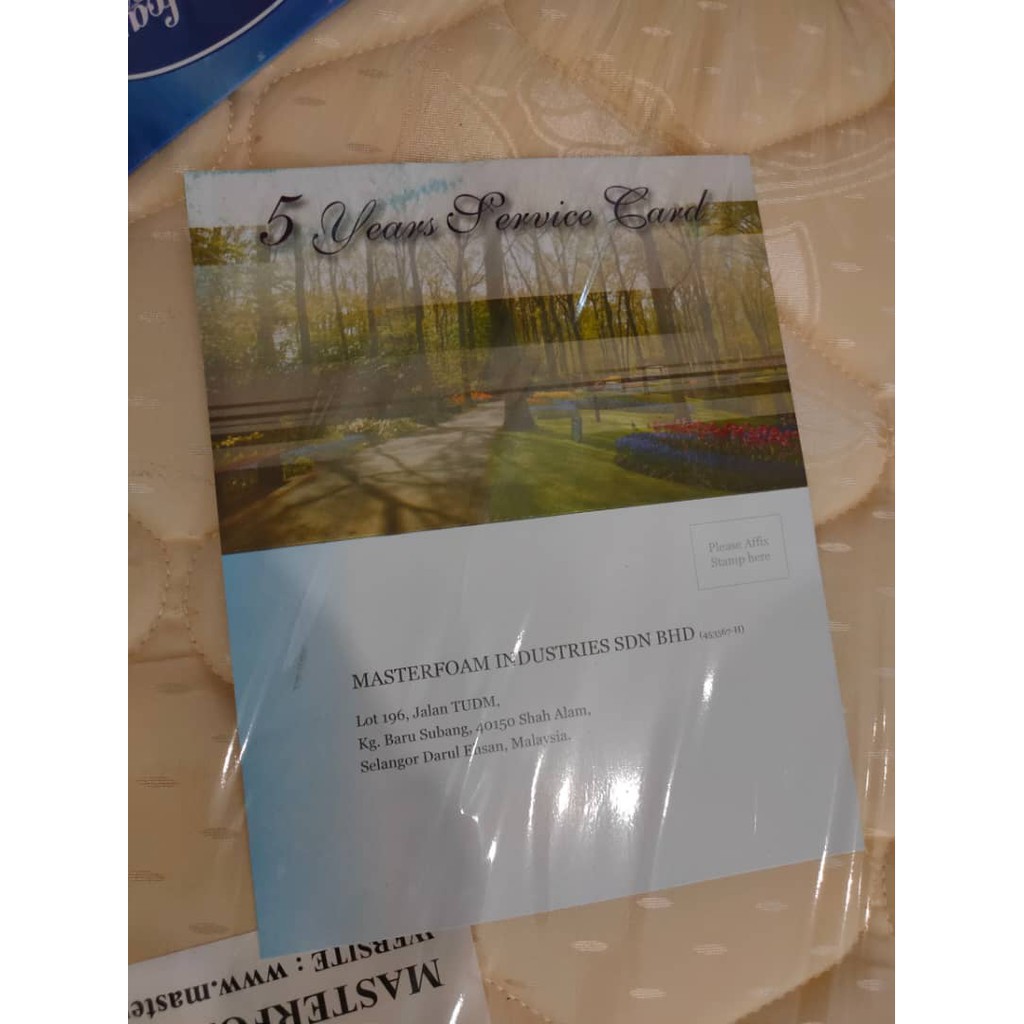 5 Years Service Card
Please Affix
Stamp here
MASTERFOAM INDUSTRIES SDN BHD (453567-H)
Lot 196, Jalan TUDM,
Kg. Baru Subang, 40150 Shah Alam,
Selangor Darul Ehsan, Malaysia.
MASTERFO
WEBSITE : www.maste